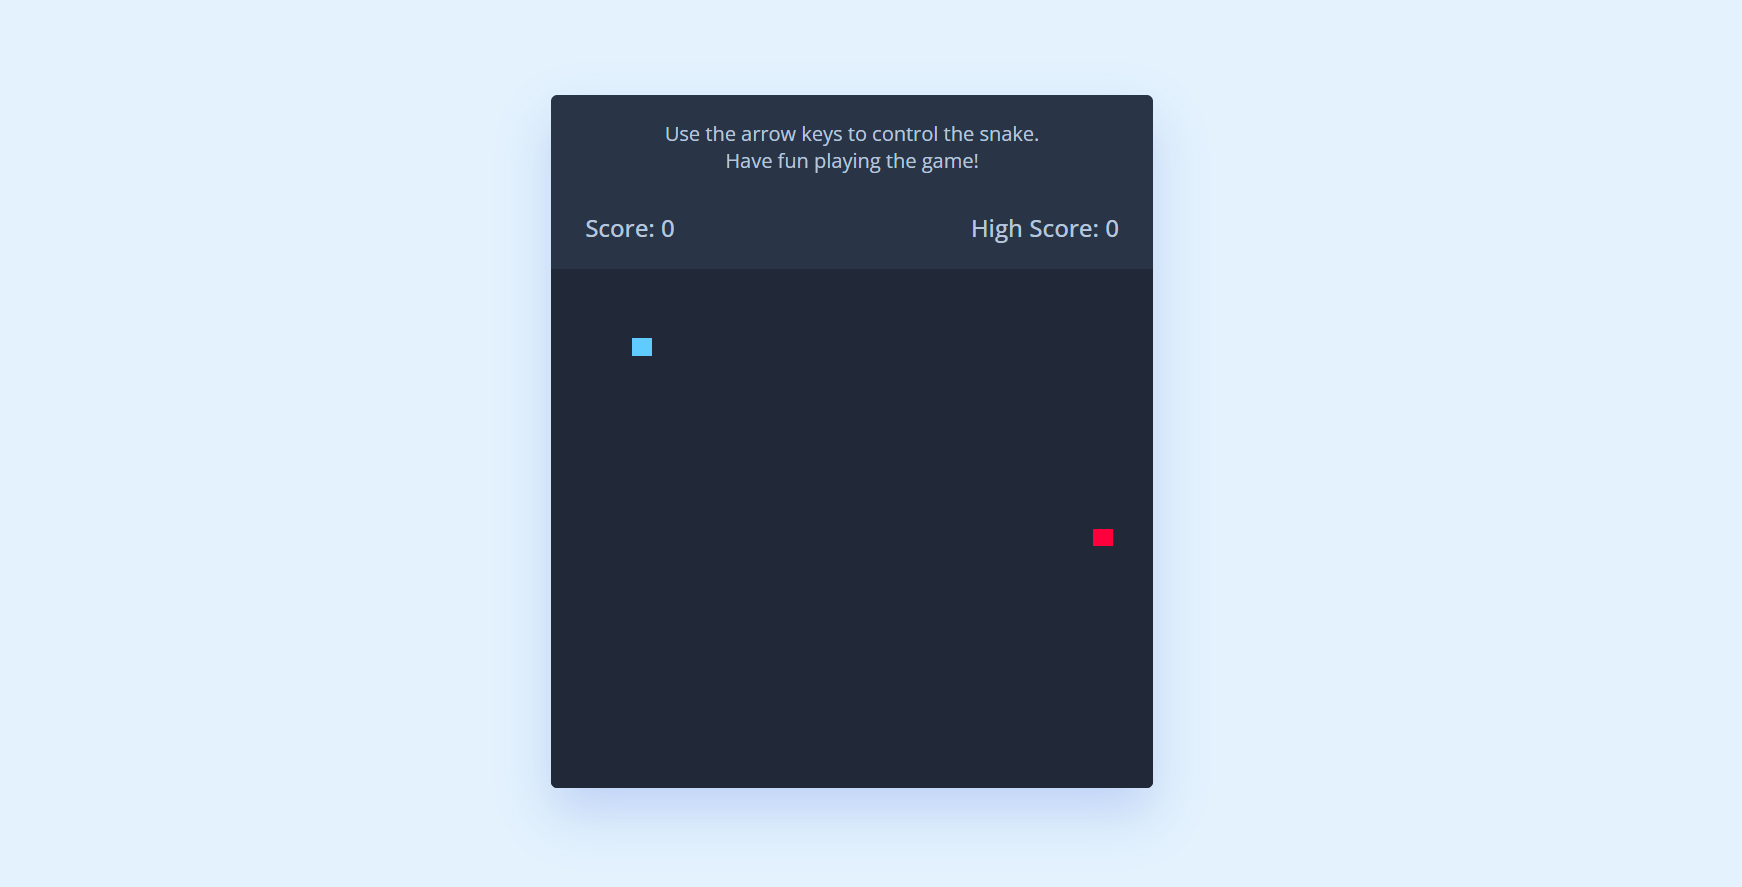 Use the arrow keys to control the snake.
Have fun playing the game!
Score: 0
High Score: 0